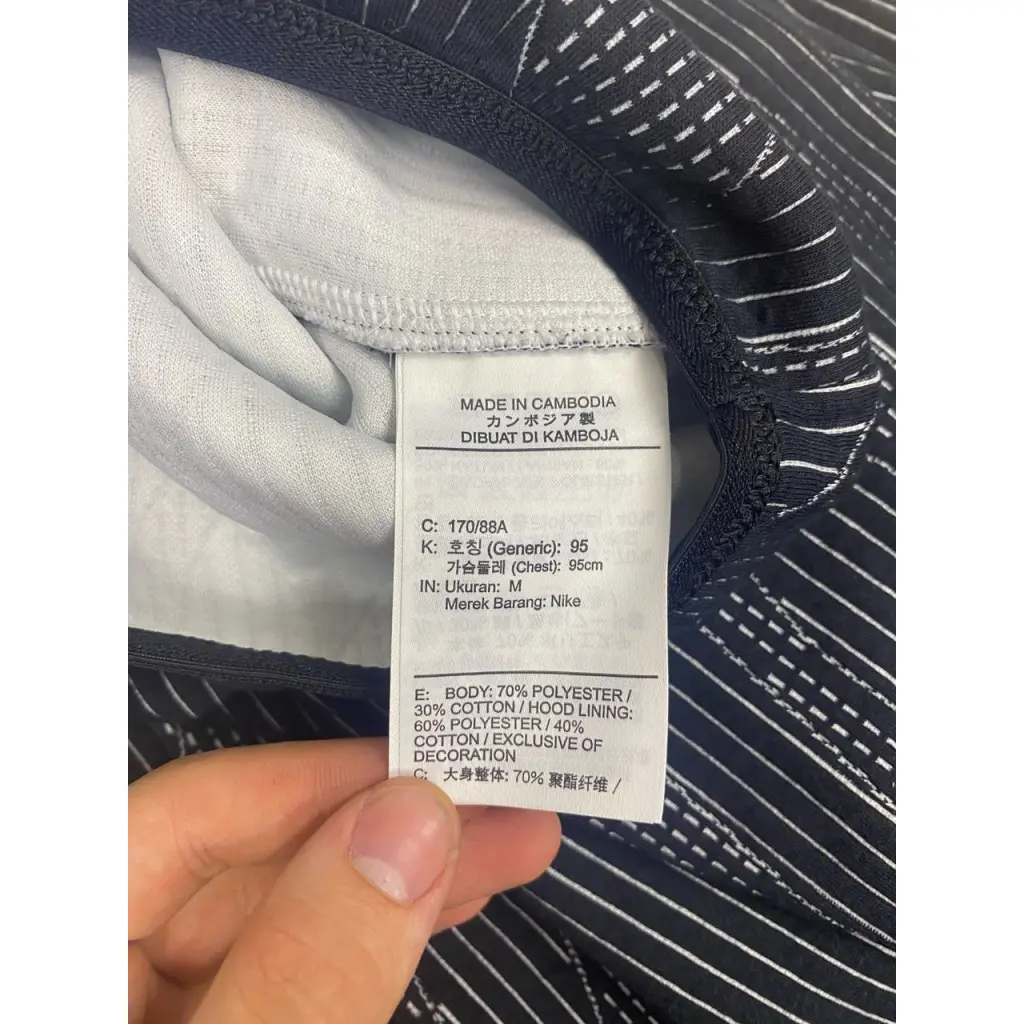 MADE IN CAMBODIA
カンボジア製
DIBUAT DI KAMBOJA
C: 170/88A
K: 호칭 (Generic): 95
가슴둘레 (Chest): 95cm
IN: Ukuran: M
Merek Barang: Nike
E: BODY: 70% POLYESTER /
30% COTTON / HOOD LINING:
60% POLYESTER / 40%
COTTON / EXCLUSIVE OF
DECORATION
C: 大身整体: 70% 聚酯纤维 /